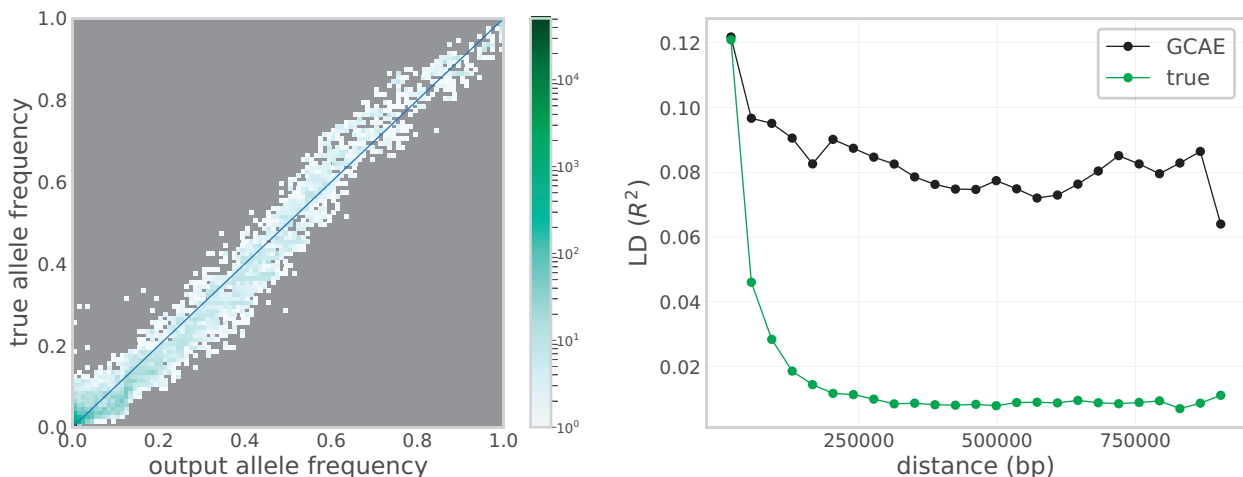 1.0
0.8
0.6
0.4
0.2
0.0
true allele frequency
0.0 0.2 0.4 0.6 0.8 1.0
output allele frequency
10^4
10^3
10^2
10^1
10^0
0.12
0.10
0.08
0.06
0.04
0.02
LD (R^2)
GCAE
true
2500000 5000000 7500000
distance (bp)